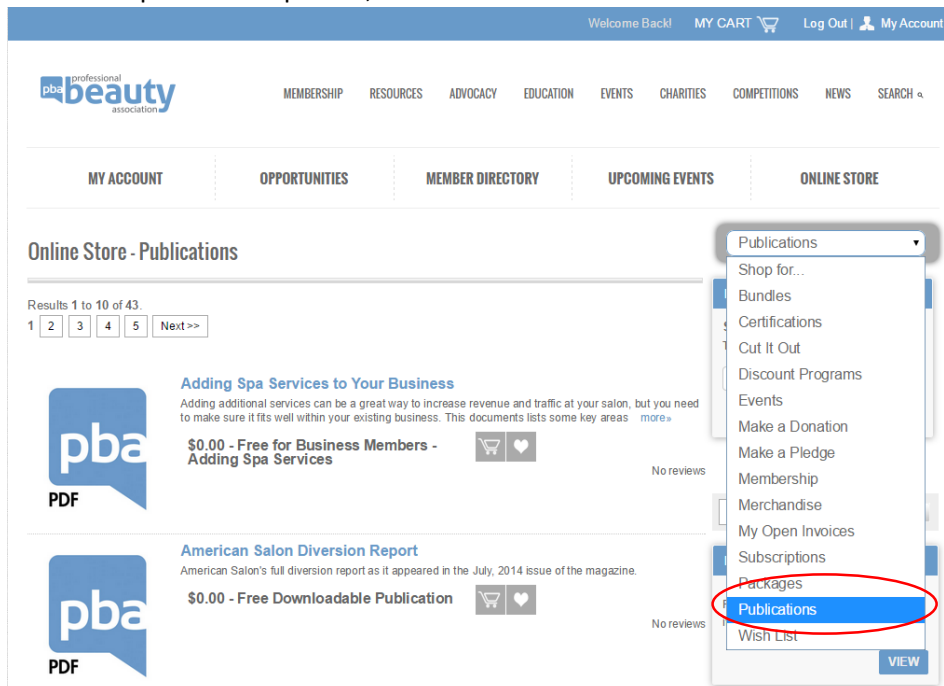 Welcome Back! MY CART Log Out | My Account
pba professional beauty association
MEMBERSHIP RESOURCES ADVOCACY EDUCATION EVENTS CHARITIES COMPETITIONS NEWS SEARCH
MY ACCOUNT OPPORTUNITIES MEMBER DIRECTORY UPCOMING EVENTS ONLINE STORE
Online Store - Publications
Results 1 to 10 of 43.
1 2 3 4 5 Next >>
pba
PDF
Adding Spa Services to Your Business
Adding additional services can be a great way to increase revenue and traffic at your salon, but you need
to make sure it fits well within your existing business. This documents lists some key areas more»
$0.00 - Free for Business Members -
Adding Spa Services
No reviews
pba
PDF
American Salon Diversion Report
American Salon's full diversion report as it appeared in the July, 2014 issue of the magazine.
$0.00 - Free Downloadable Publication
No reviews
Publications
Shop for...
Bundles
Certifications
Cut It Out
Discount Programs
Events
Make a Donation
Make a Pledge
Membership
Merchandise
My Open Invoices
Subscriptions
Packages
Publications
Wish List
VIEW